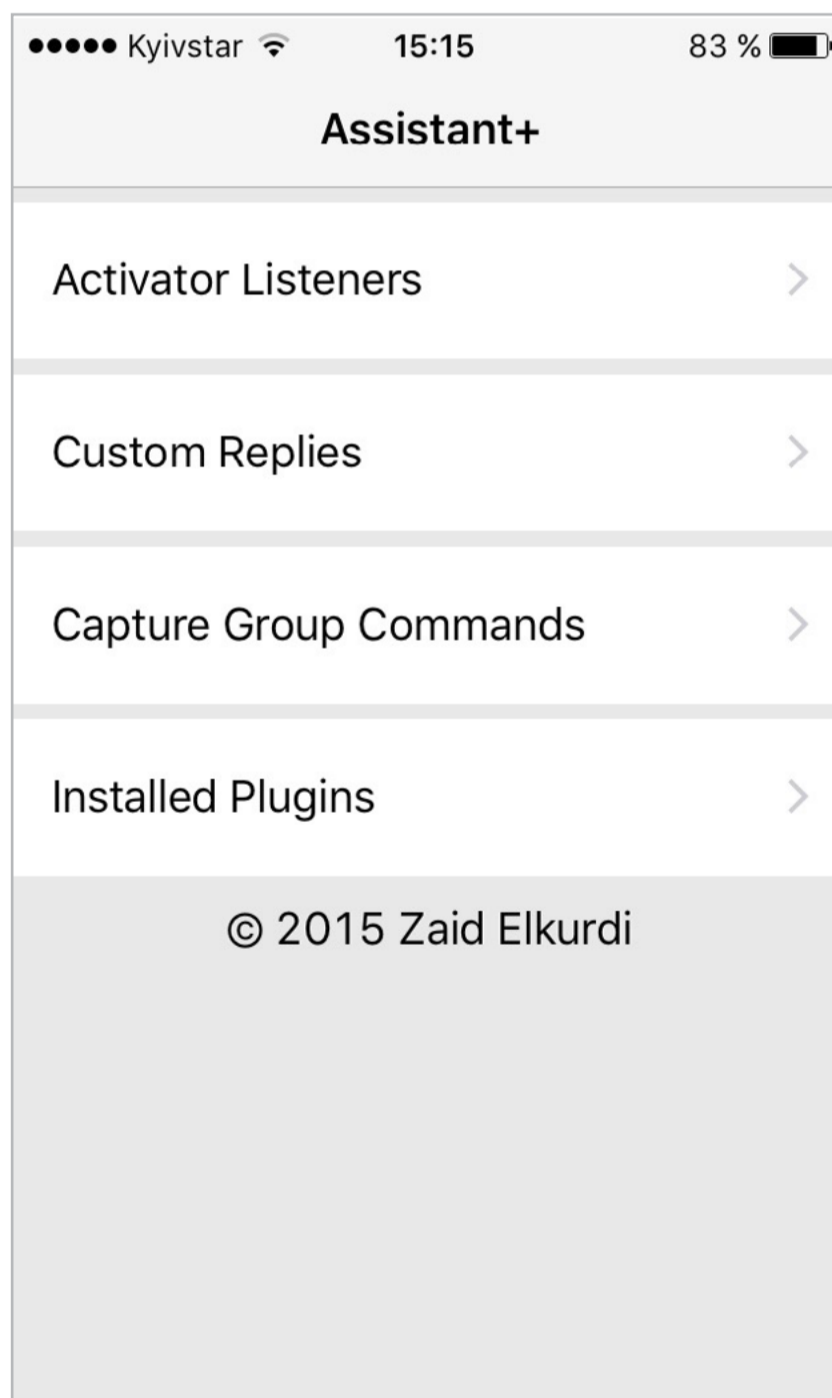 ●●●●● Kyivstar 15:15 83 %
Assistant+
Activator Listeners
Custom Replies
Capture Group Commands
Installed Plugins
© 2015 Zaid Elkurdi